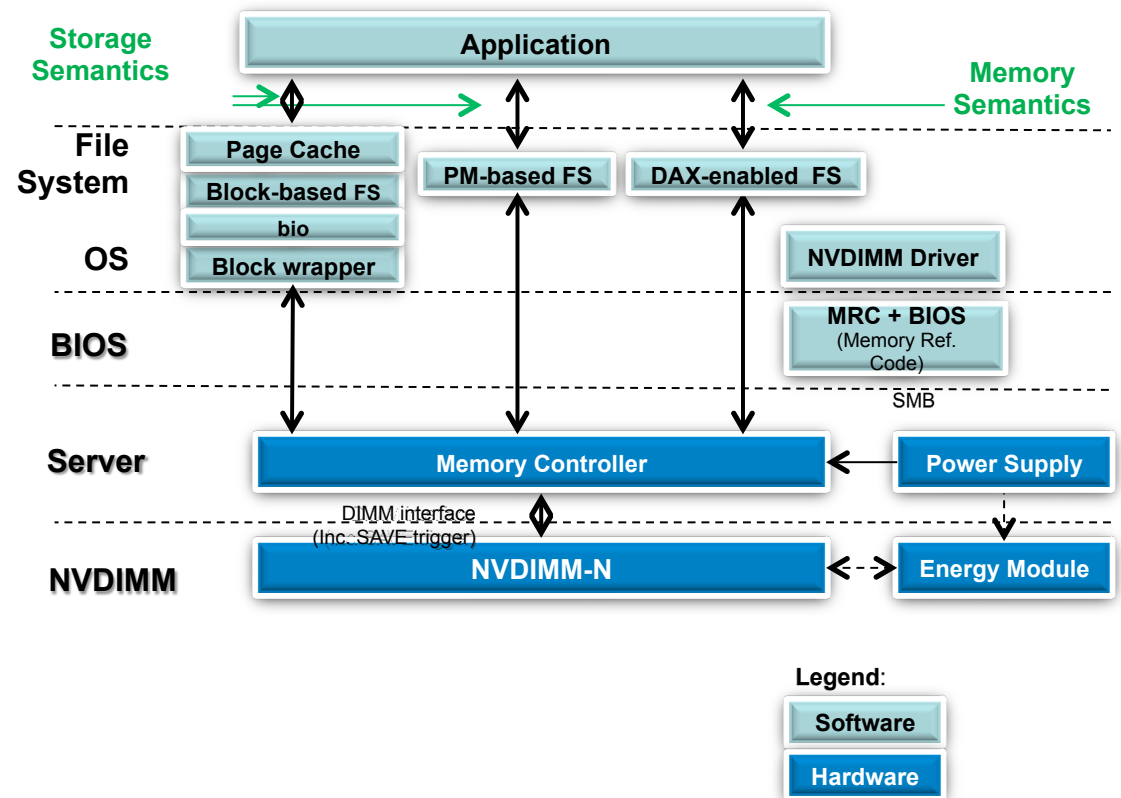 Application
Storage
Semantics
Memory
Semantics
File
System
Page Cache
Block-based FS
bio
Block wrapper
PM-based FS
DAX-enabled FS
OS
NVDIMM Driver
BIOS
MRC + BIOS
(Memory Ref.
Code)
SMB
Server
Memory Controller
Power Supply
DIMM interface
(Inc. SAVE trigger)
NVDIMM
NVDIMM-N
Energy Module
Legend:
Software
Hardware